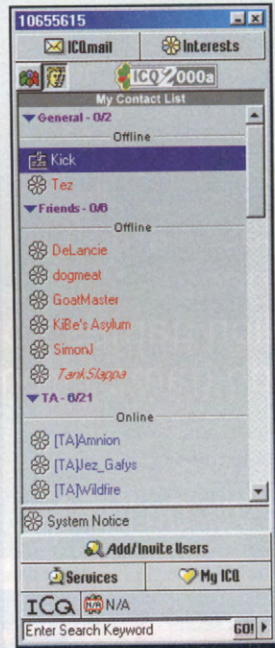 10655615
ICQmail Interests
ICQ 2000a
My Contact List
General - 0/2
Offline
Kick
Tez
Friends - 0/6
Offline
DeLancie
dogmeat
GoatMaster
KiBe's Asylum
SimonJ
TankSlappa
TA - 6/21
Online
[TA]Amnion
[TA]Jez_Gafys
[TA]Wildfire
System Notice
Add/Invite Users
Services My ICQ
ICQ N/A N/A
Enter Search Keyword GO!